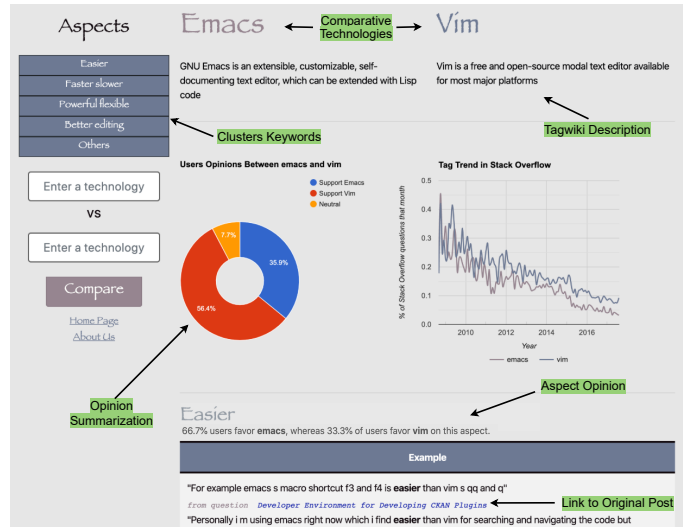 Aspects
Easier
Faster slower
Powerful flexible
Better editing
Others
Enter a technology
VS
Enter a technology
Compare
Home Page
About Us
Emacs
Comparative
Technologies
Vim
GNU Emacs is an extensible, customizable, self-
documenting text editor, which can be extended with Lisp
code
Vim is a free and open-source modal text editor available
for most major platforms
Clusters Keywords
Tagwiki Description
Users Opinions Between emacs and vim
Support Emacs
Support Vim
Neutral
7.7%
35.9%
56.4%
Tag Trend in Stack Overflow
% of Stack Overflow questions that month
0.5
0.4
0.3
0.2
0.1
0.0
2010
2012
2014
2016
Year
emacs
vim
Opinion
Summarization
Aspect Opinion
Easier
66.7% users favor emacs, whereas 33.3% of users favor vim on this aspect.
Example
"For example emacs s macro shortcut f3 and f4 is easier than vim s qq and q"
from question Developer Environment for Developing CKAN Plugins
Link to Original Post
"Personally i m using emacs right now which i find easier than vim for searching and navigating the code but